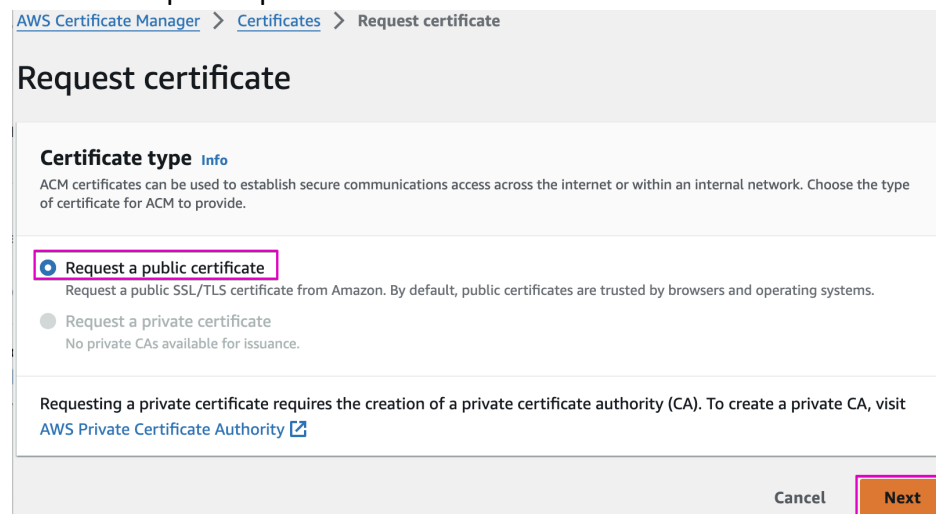 AWS Certificate Manager > Certificates > Request certificate
Request certificate
Certificate type Info
ACM certificates can be used to establish secure communications access across the internet or within an internal network. Choose the type
of certificate for ACM to provide.
Request a public certificate
Request a public SSL/TLS certificate from Amazon. By default, public certificates are trusted by browsers and operating systems.
Request a private certificate
No private CAs available for issuance.
Requesting a private certificate requires the creation of a private certificate authority (CA). To create a private CA, visit
AWS Private Certificate Authority
Cancel Next